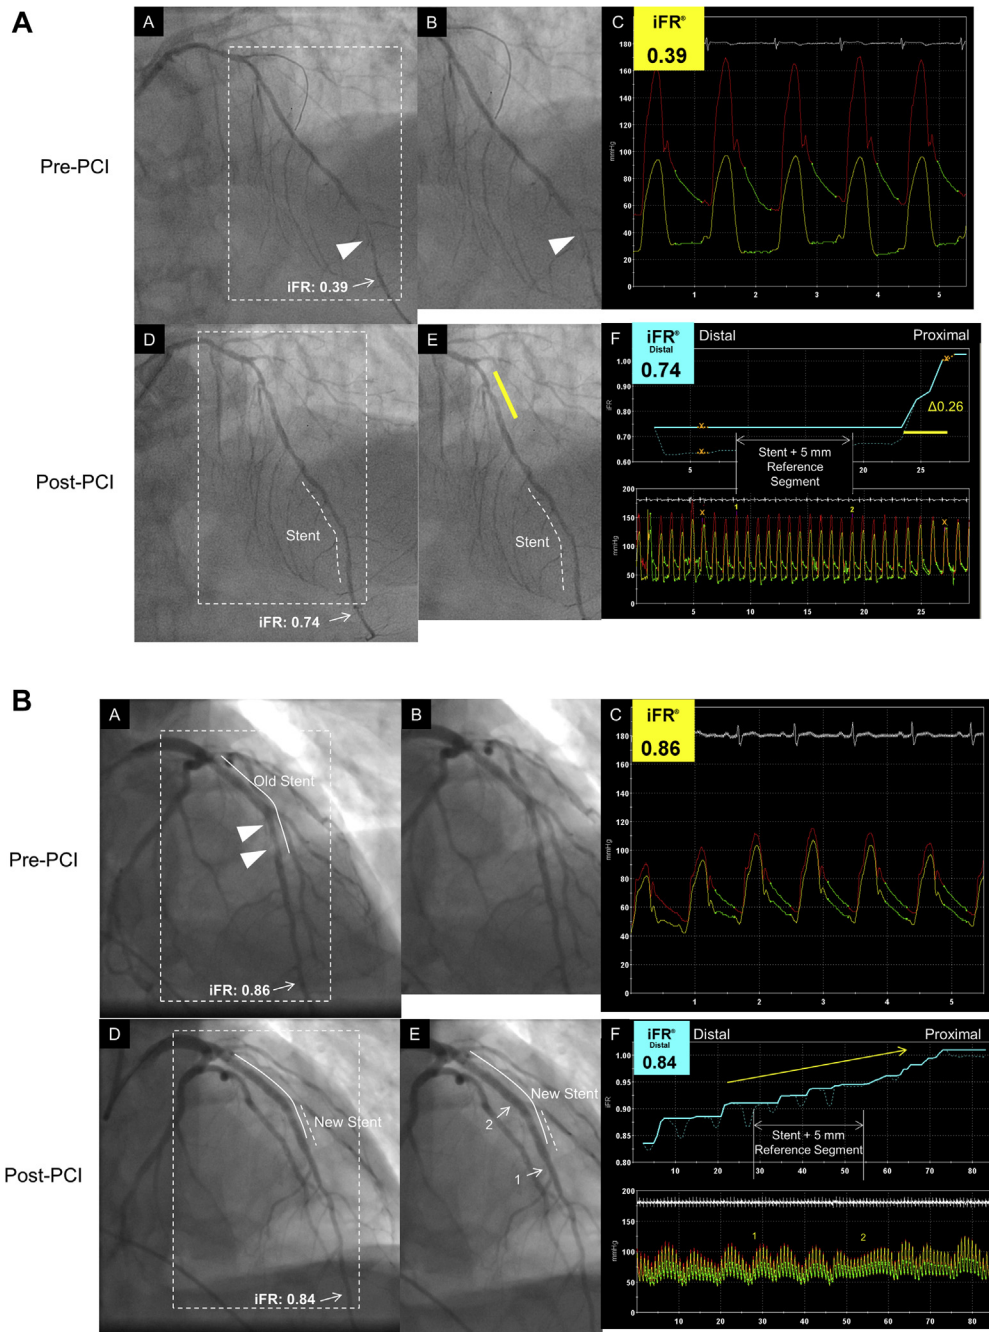 A
Pre-PCI
A
iFR: 0.39
B
C
iFR®
0.39
mmHg
180
160
140
120
100
80
60
40
20
0
1
2
3
4
5
Post-PCI
D
Stent
iFR: 0.74
E
Stent
F
iFR®
Distal
0.74
Distal
Proximal
iFR
1.00
0.90
0.80
0.70
0.60
Δ0.26
X
X
X
Stent + 5 mm
Reference
Segment
5
20
25
mmHg
200
150
100
50
0
X
1
2
X
5
10
15
20
25
B
Pre-PCI
A
Old Stent
iFR: 0.86
B
C
iFR®
0.86
mmHg
180
160
140
120
100
80
60
40
20
0
1
2
3
4
5
Post-PCI
D
New Stent
iFR: 0.84
E
New Stent
2
1
F
iFR®
Distal
0.84
Distal
Proximal
iFR
1.00
0.95
0.90
0.85
0.80
Stent + 5 mm
Reference Segment
10
20
30
40
50
60
70
80
mmHg
200
150
100
50
0
1
2
10
20
30
40
50
60
70
80